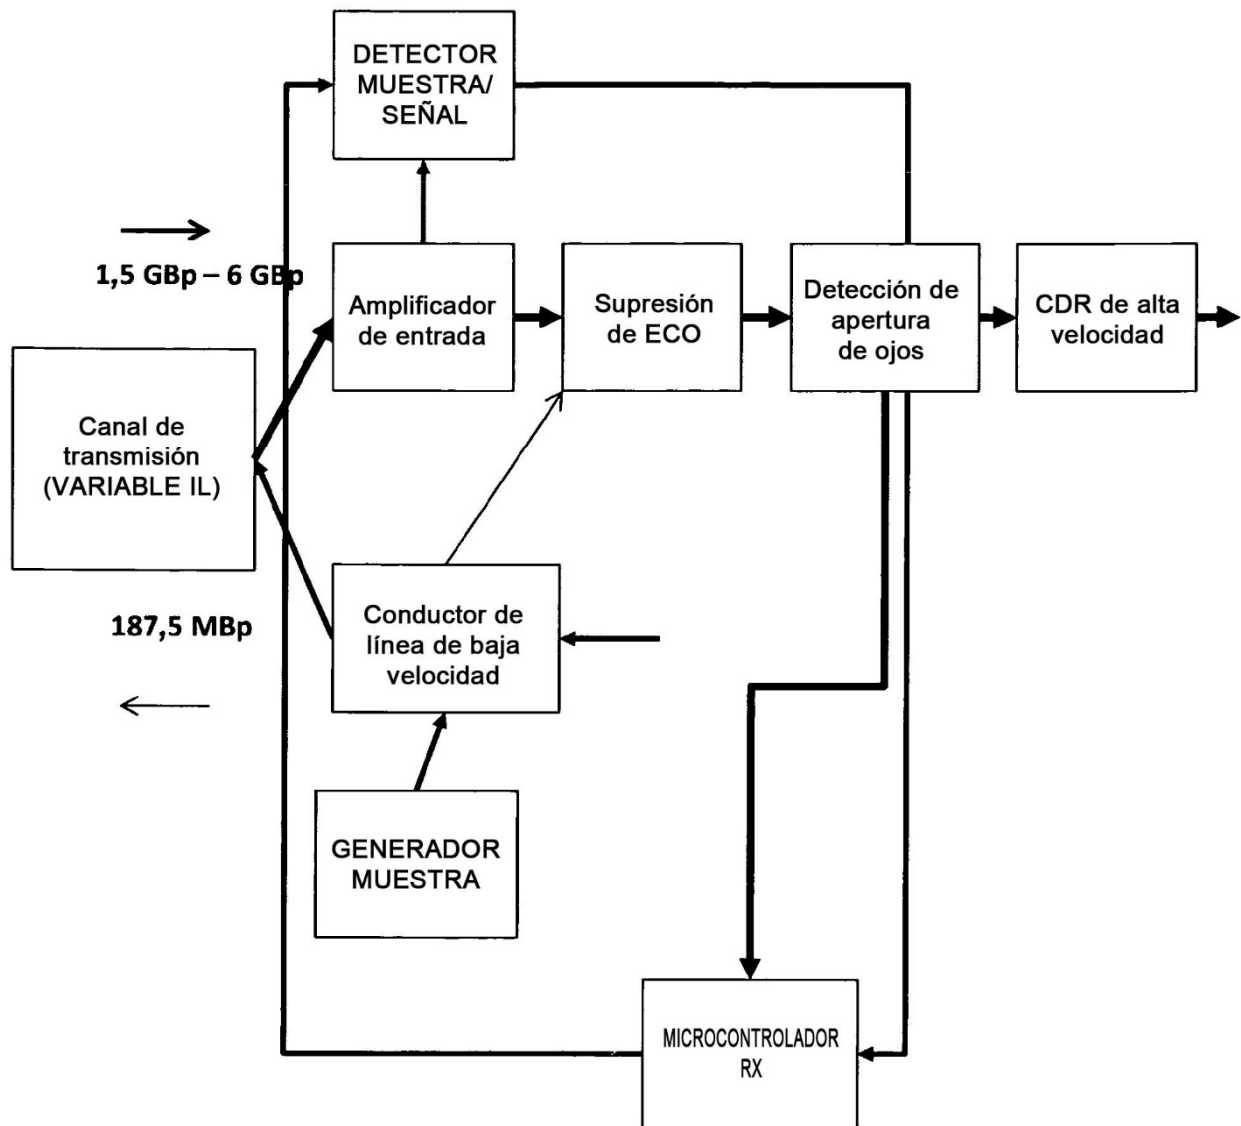 DETECTOR
MUESTRA/
SEÑAL
1,5 GBp – 6 GBp
Amplificador
de entrada
Supresión
de ECO
Detección de
apertura
de ojos
CDR de alta
velocidad
Canal de
transmisión
(VARIABLE IL)
187,5 MBp
Conductor de
línea de baja
velocidad
GENERADOR
MUESTRA
MICROCONTROLADOR
RX